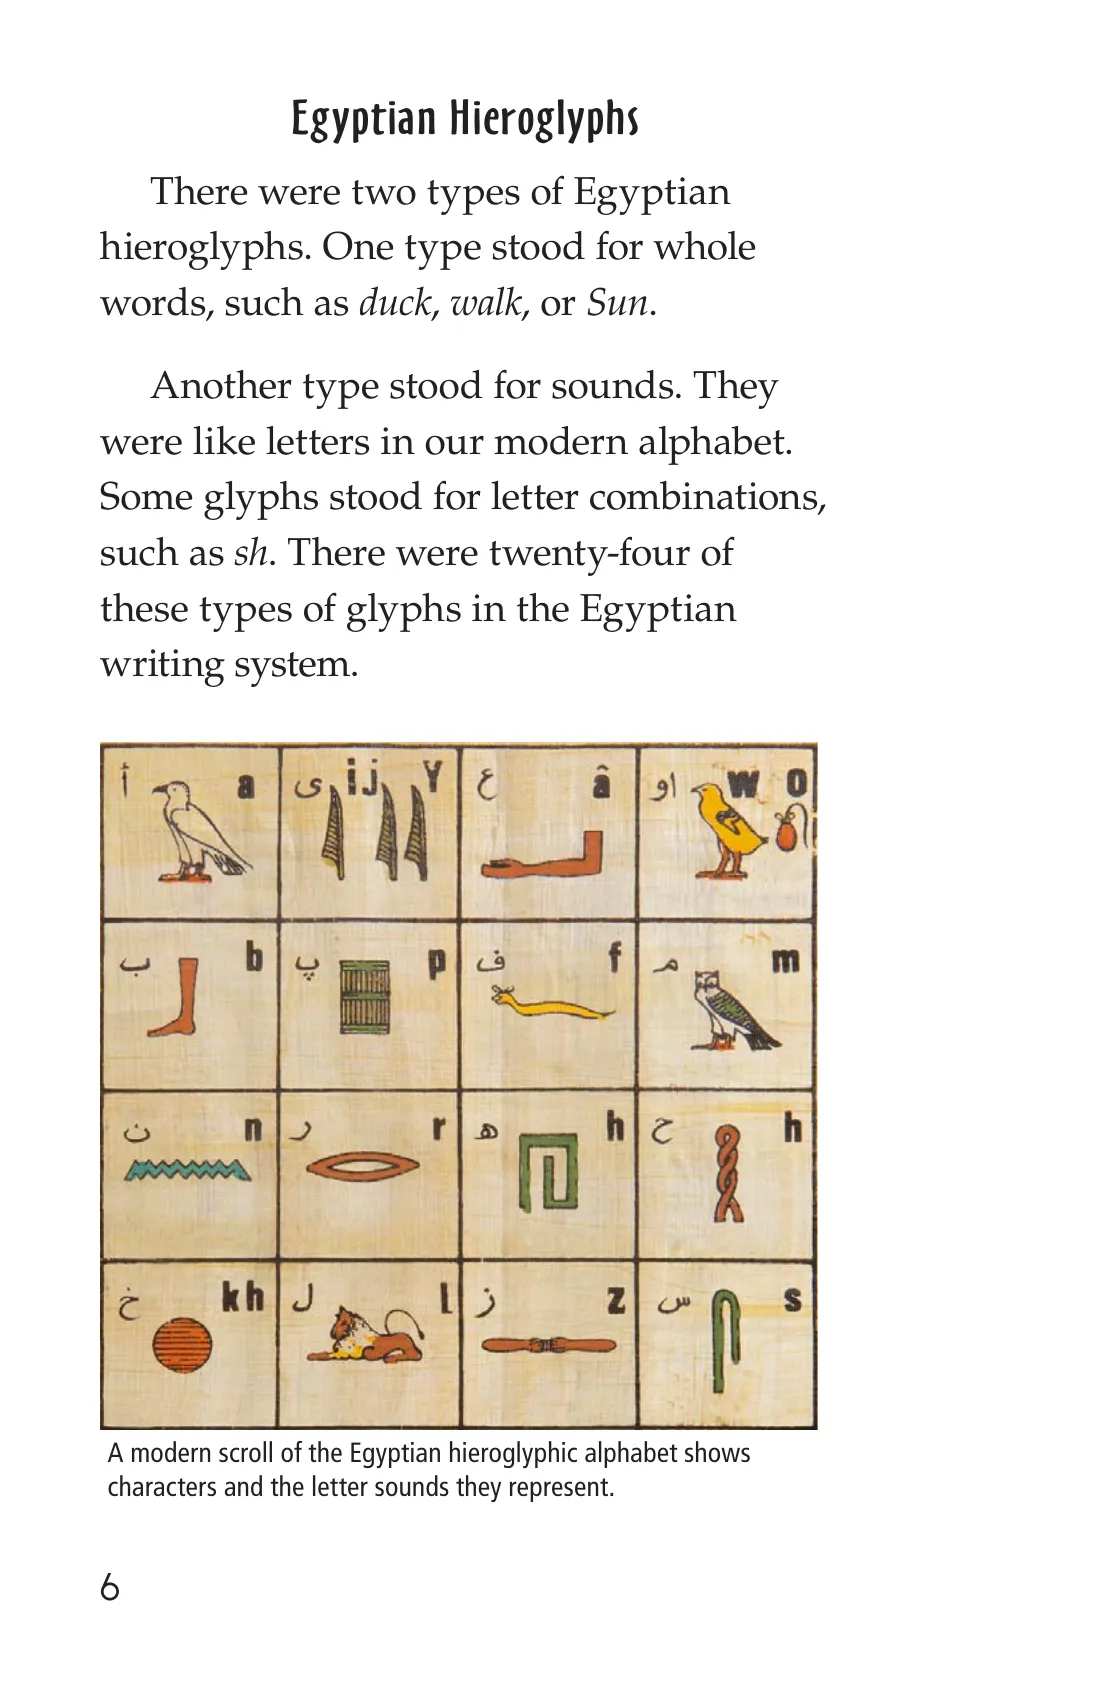 Egyptian Hieroglyphs
There were two types of Egyptian
hieroglyphs. One type stood for whole
words, such as duck, walk, or Sun.
Another type stood for sounds. They
were like letters in our modern alphabet.
Some glyphs stood for letter combinations,
such as sh. There were twenty-four of
these types of glyphs in the Egyptian
writing system.
أ a ى i j y ع â او w o
ب b پ p ف f م m
ن n ر r ه h ح h
خ kh ل l ز z س s
A modern scroll of the Egyptian hieroglyphic alphabet shows
characters and the letter sounds they represent.
6